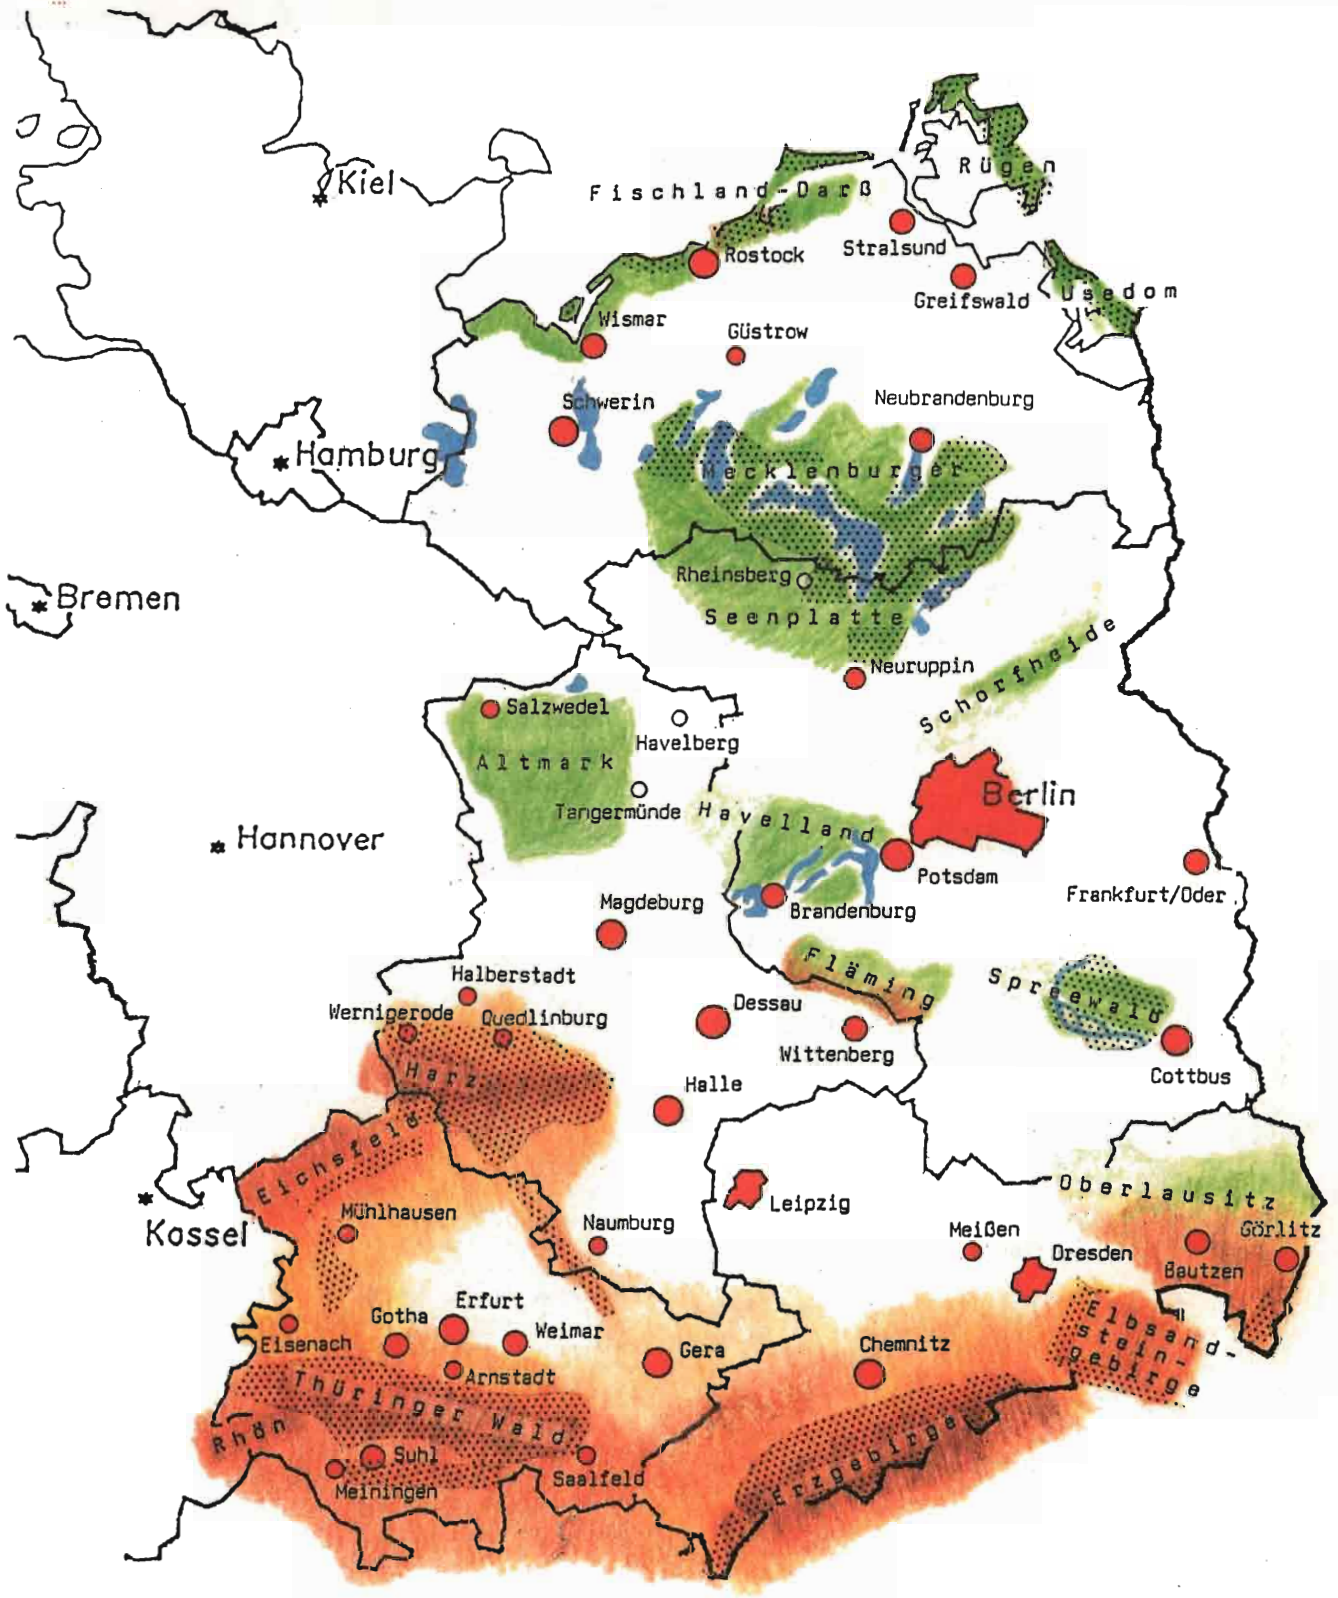 Kiel
Rügen
Fischland-Darß
Stralsund
Rostock
Greifswald
Usedom
Wismar
Güstrow
Schwerin
Neubrandenburg
Hamburg
Mecklenburger
Rheinsberg
Bremen
Seenplatte
Schorfheide
Neuruppin
Salzwedel
Havelberg
Altmark
Berlin
Tangermünde
Havelland
Hannover
Potsdam
Frankfurt/Oder
Magdeburg
Brandenburg
Halberstadt
Fläming
Spreewald
Wernigerode
Quedlinburg
Dessau
Wittenberg
Harz
Halle
Cottbus
Eichsfeld
Oberlausitz
Leipzig
Mühlhausen
Naumburg
Meißen
Görlitz
Kassel
Dresden
Bautzen
Erfurt
Gotha
Weimar
Elbsand-
stein-
gebirge
Eisenach
Gera
Chemnitz
Arnstadt
Thüringer Wald
Rhön
Suhl
Saalfeld
Erzgebirge
Meiningen